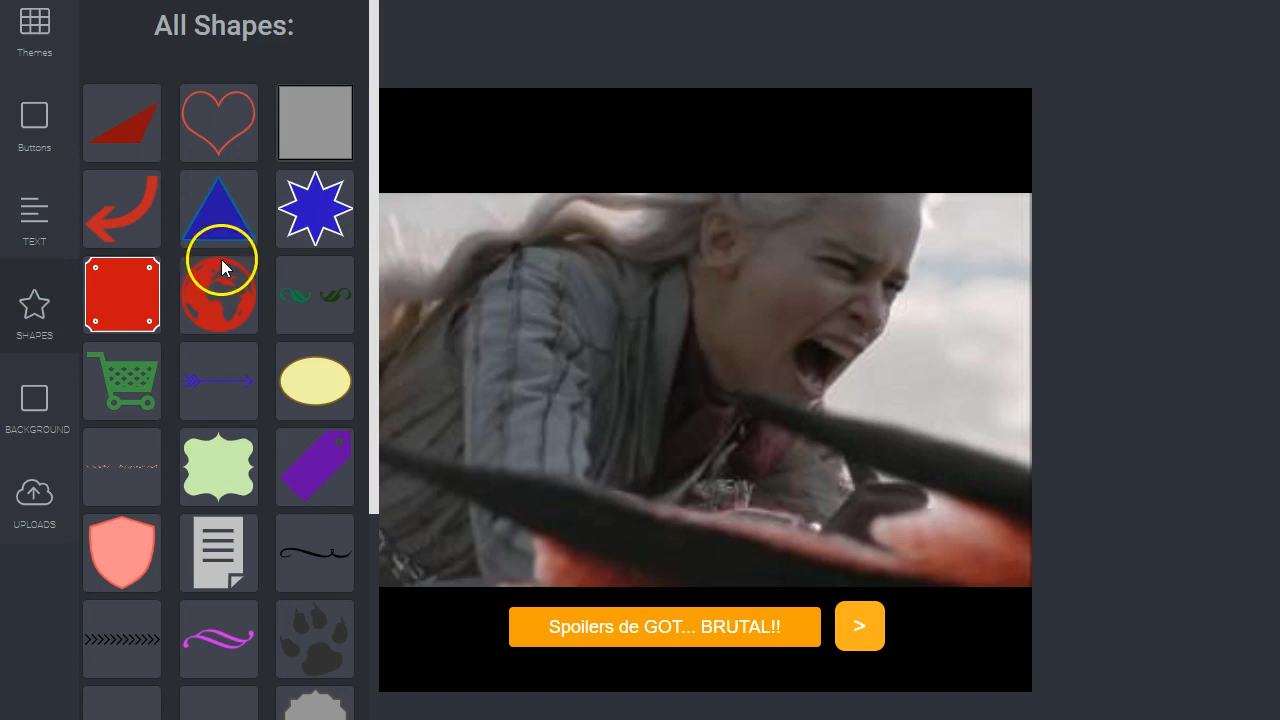 All Shapes:
Themes
Buttons
TEXT
SHAPES
BACKGROUND
UPLOADS
Spoilers de GOT... BRUTAL!!
>